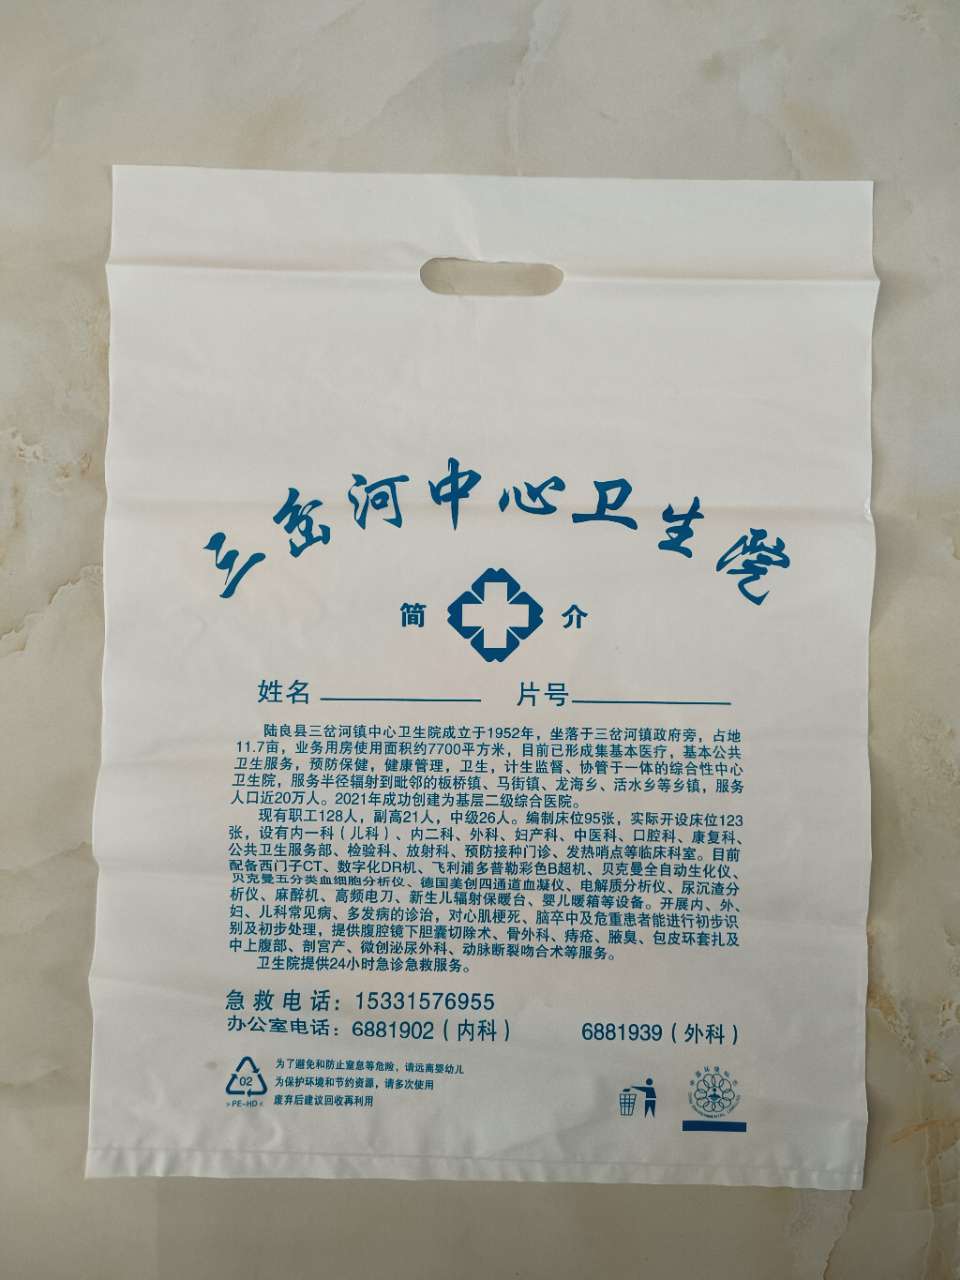 三岔河中心卫生院
简 介
姓名 片号
陆良县三岔河镇中心卫生院成立于1952年，坐落于三岔河镇政府旁，占地
11.7亩，业务用房使用面积约7700平方米，目前已形成集基本医疗，基本公共
卫生服务，预防保健，健康管理，卫生，计生监督、协管于一体的综合性中心
卫生院，服务半径辐射到毗邻的板桥镇、马街镇、龙海乡、活水乡等乡镇，服务
人口近20万人。2021年成功创建为基层二级综合医院。
现有职工128人，副高21人，中级26人。编制床位95张，实际开设床位123
张，设有内一科（儿科）、内二科、外科、妇产科、中医科、口腔科、康复科、
公共卫生服务部、检验科、放射科、预防接种门诊、发热哨点等临床科室。目前
配备西门子CT、数字化DR机、飞利浦多普勒彩色B超机、贝克曼全自动生化仪、
贝克曼五分类血细胞分析仪、德国美创四通道血凝仪、电解质分析仪、尿沉渣分
析仪、麻醉机、高频电刀、新生儿辐射保暖台、婴儿暖箱等设备。开展内、外、
妇、儿科常见病、多发病的诊治，对心肌梗死、脑卒中及危重患者能进行初步识
别及初步处理，提供腹腔镜下胆囊切除术、骨外科、痔疮、腋臭、包皮环套扎及
中上腹部、剖宫产、微创泌尿外科、动脉断裂吻合术等服务。
卫生院提供24小时急诊急救服务。
急救电话：15331576955
办公室电话：6881902（内科） 6881939（外科）
为了避免和防止窒息等危险，请远离婴幼儿
02 为保护环境和节约资源，请多次使用
>PE-HD< 废弃后建议回收再利用